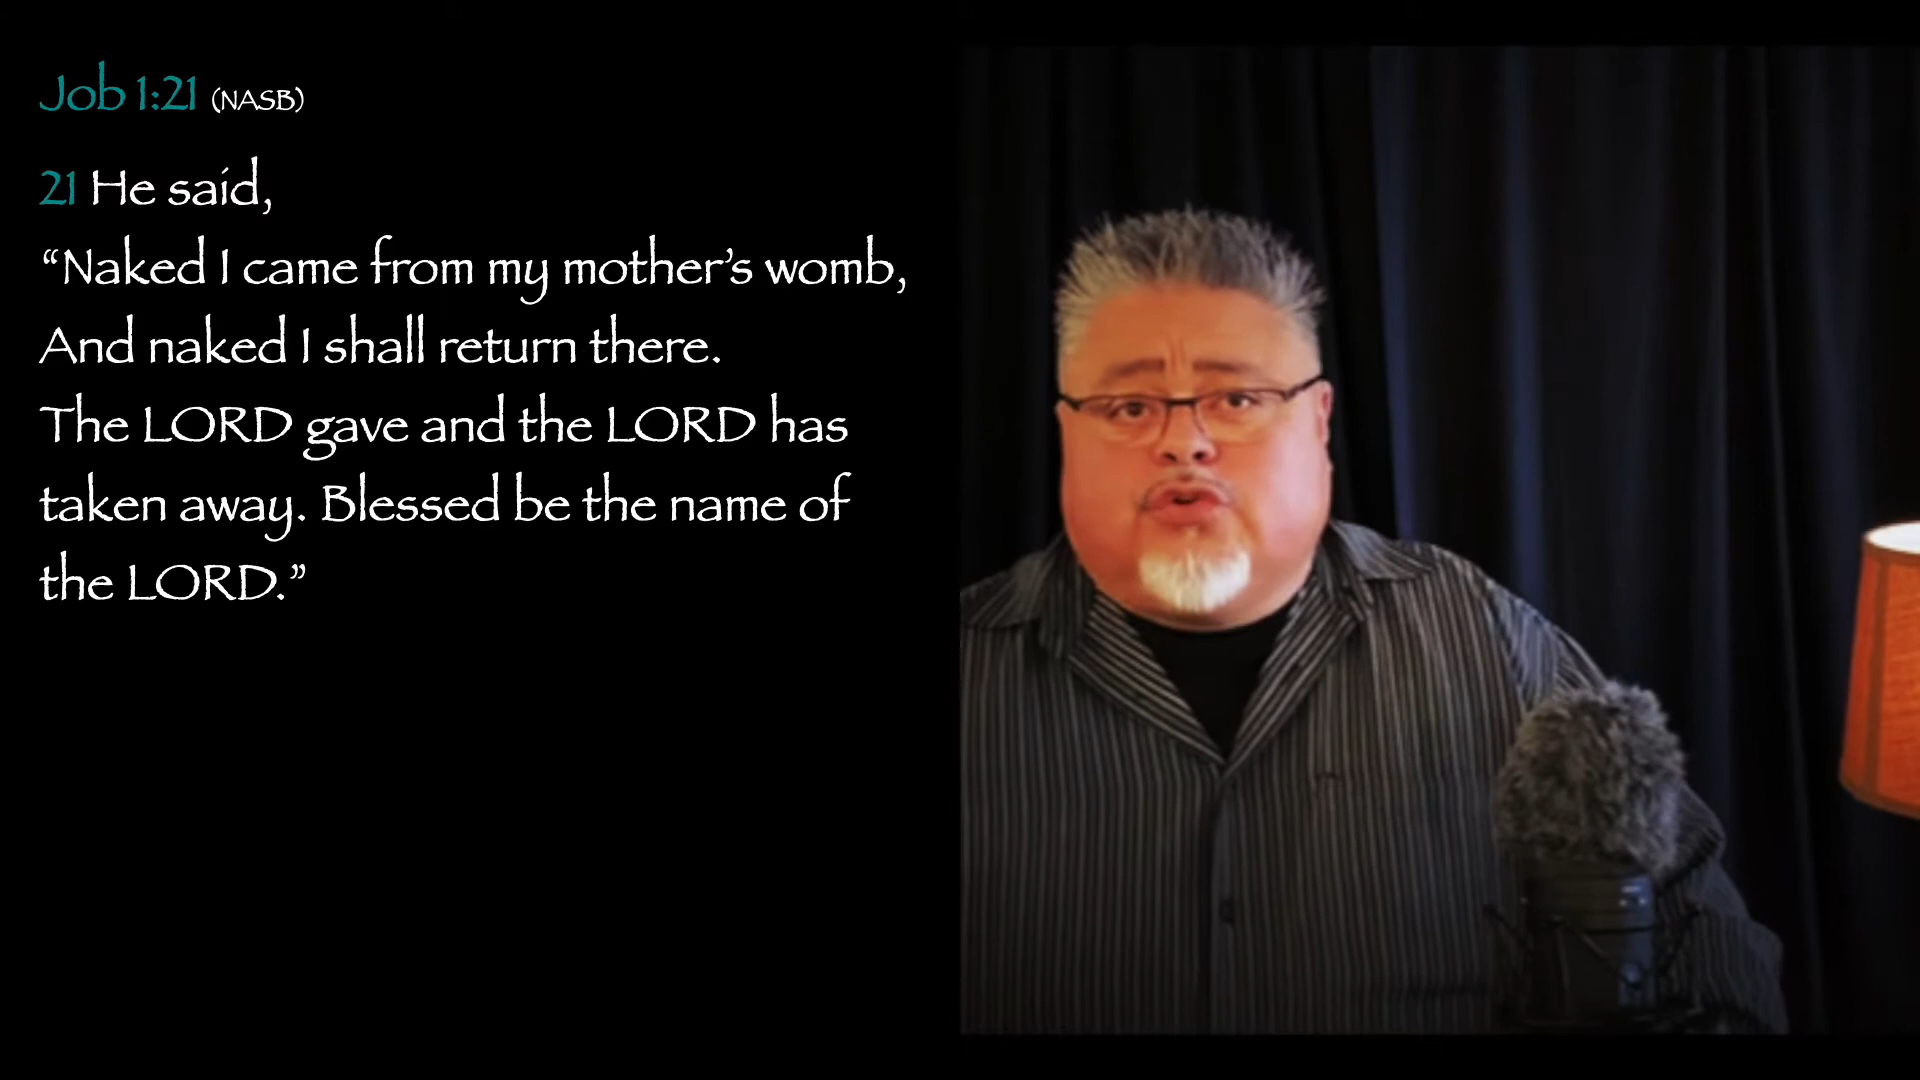 Job 1:21 (NASB)
21 He said,
“Naked I came from my mother’s womb,
And naked I shall return there.
The LORD gave and the LORD has
taken away. Blessed be the name of
the LORD.”